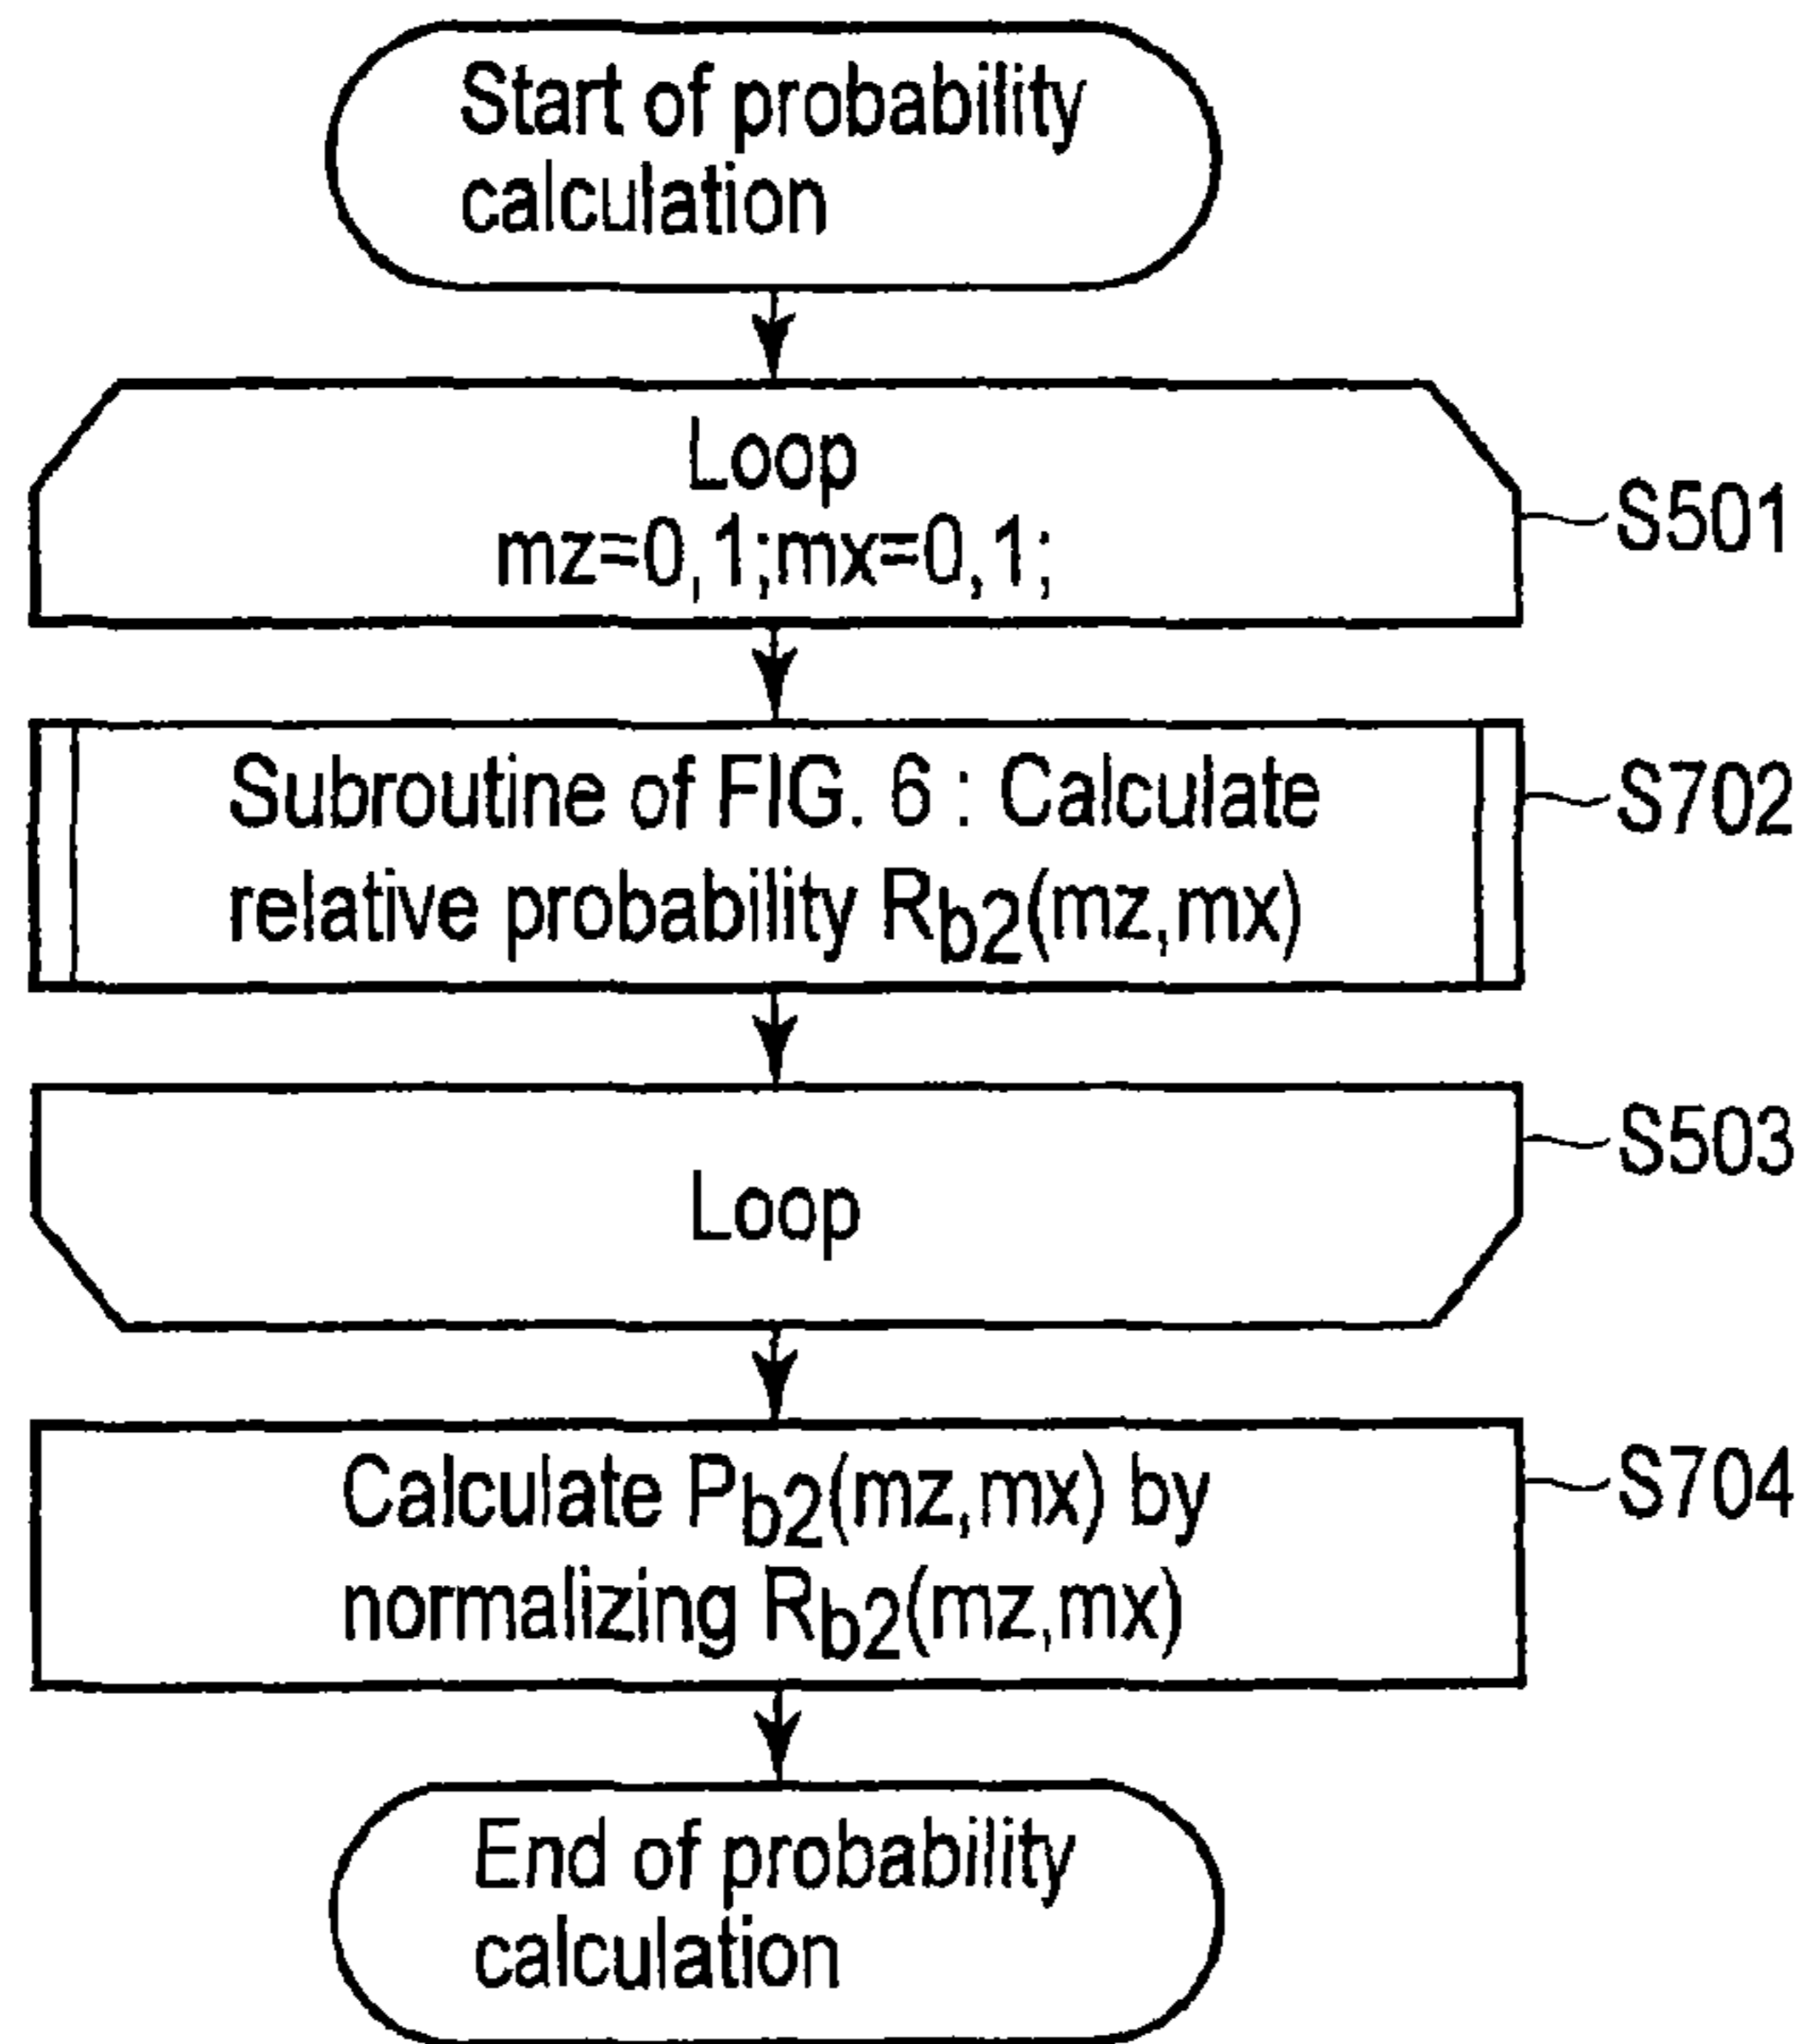 Start of probability
calculation
Loop
mz=0,1;mx=0,1;
S501
Subroutine of FIG. 6 : Calculate
relative probability Rb2(mz,mx)
S702
Loop
S503
Calculate Pb2(mz,mx) by
normalizing Rb2(mz,mx)
S704
End of probability
calculation